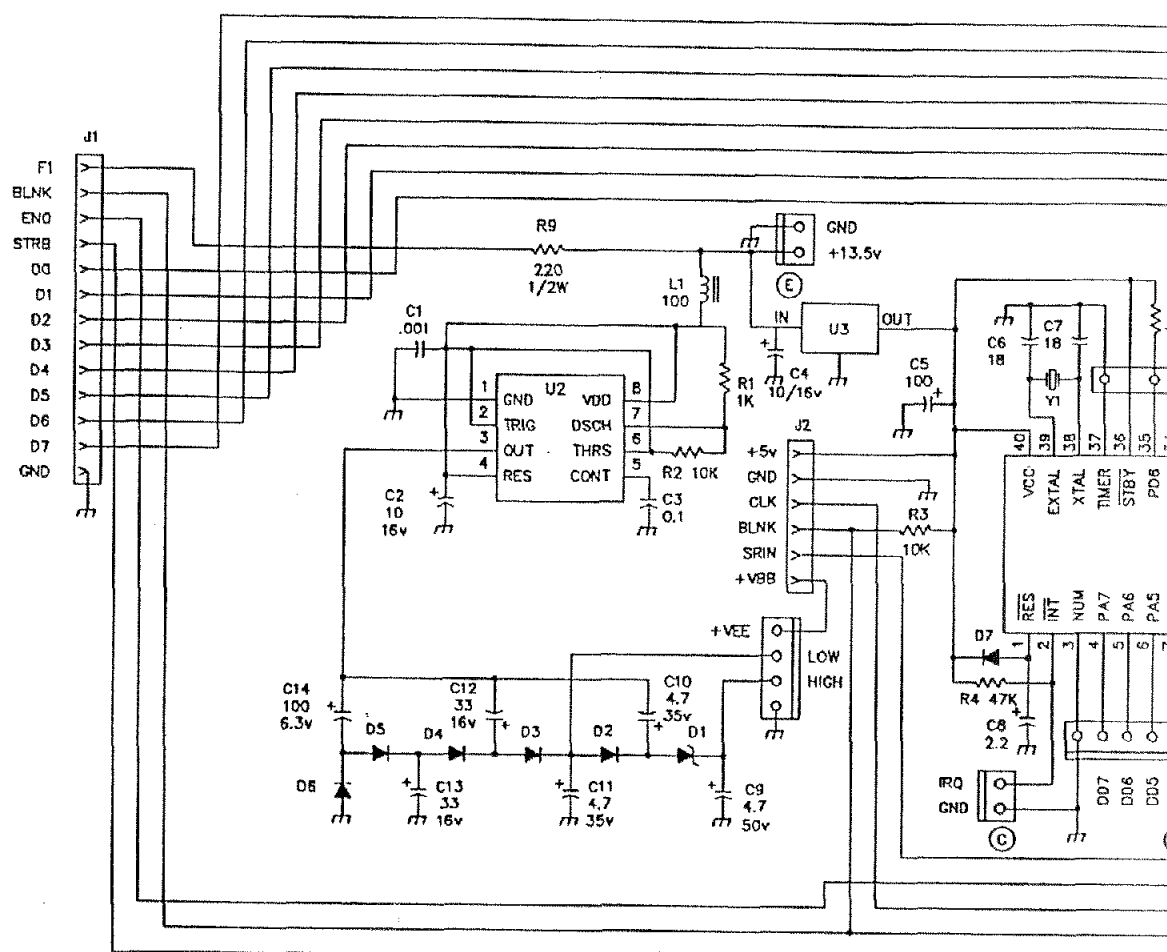 J1
F1
BLNK
ENO
STRB
D0
D1
D2
D3
D4
D5
D6
D7
GND
R9
220
1/2W
GND
+13.5v
E
L1
100
C1
.001
U2
1
GND
2
TRIG
3
OUT
4
RES
8
VDD
7
DSCH
6
THRS
5
CONT
R1
1K
R2 10K
C2
10
16v
C3
0.1
IN
U3
OUT
C4
10/16v
C5
100
C6
18
C7
18
Y1
J2
+5v
GND
CLK
BLNK
SRIN
+VBB
R3
10K
40
39
38
37
36
35
VCC
EXTAL
XTAL
TIMER
STBY
PD6
RES
INT
NUM
PA7
PA6
PA5
1
2
3
4
5
6
7
D7
R4 47K
C8
2.2
+VEE
LOW
HIGH
C14
100
6.3v
C12
33
16v
C10
4.7
35v
D5
D4
D3
D2
D1
D6
C13
33
16v
C11
4.7
35v
C9
4.7
50v
IRQ
GND
C
DD7
DD6
DD5